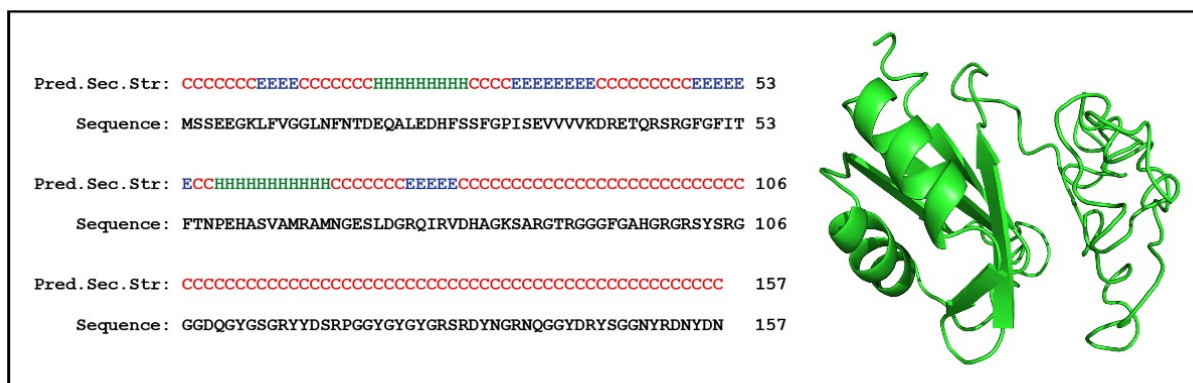 Pred.Sec.Str: CCCCCCCEEEECCCCCCCHHHHHHHHHCCCCEEEEEEEECCCCCCCCCEEEEE 53
Sequence: MSSEEGKLFVGGLNFNTDEQALEDHFSSFGPISEVVVVKDRETQRSRGFGFIT 53
Pred.Sec.Str: ECCHHHHHHHHHHHCCCCCCCEEEEECCCCCCCCCCCCCCCCCCCCCCCCCCC 106
Sequence: FTNPEHASVAMRAMNGESLDGRQIRVDHAGKSARGTRGGGFGAHGRGRSYSRG 106
Pred.Sec.Str: CCCCCCCCCCCCCCCCCCCCCCCCCCCCCCCCCCCCCCCCCCCCCCCCCCC 157
Sequence: GGDQGYGSGRYYDSRPGGYGYGYGRSRDYNGRNQGGYDRYSGGNYRDNYDN 157